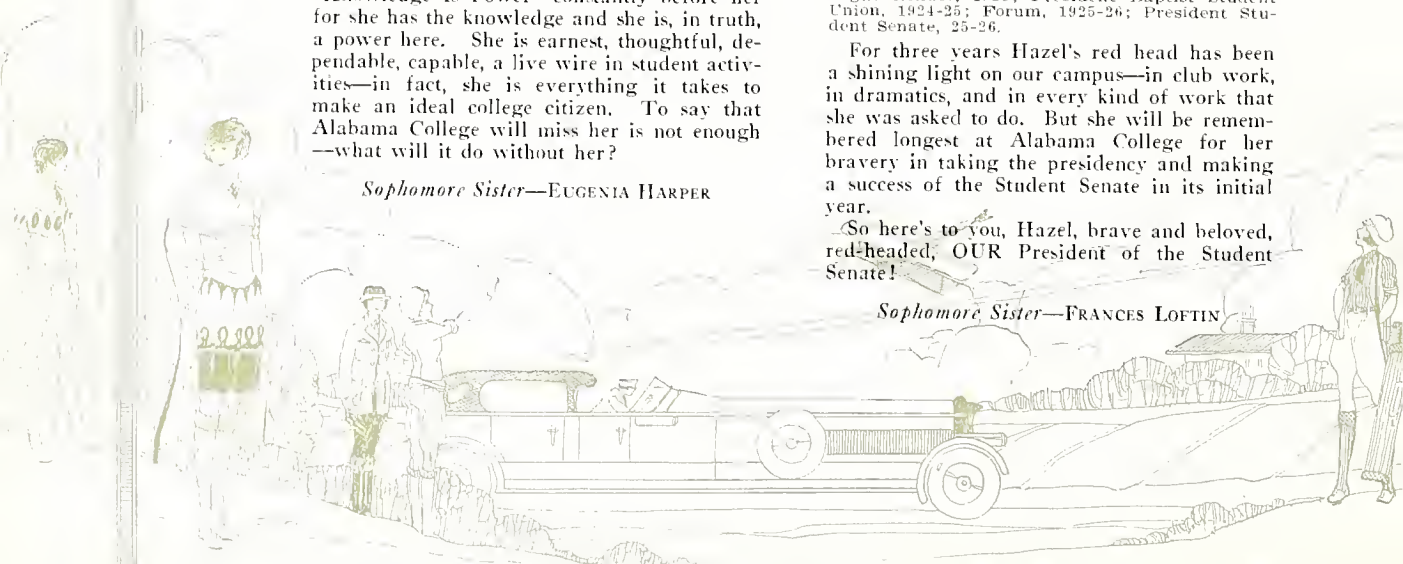 for she has the knowledge and she is, in truth,
a power here. She is earnest, thoughtful, de-
pendable, capable, a live wire in student activ-
ities—in fact, she is everything it takes to
make an ideal college citizen. To say that
Alabama College will miss her is not enough
—what will it do without her?
Sophomore Sister—EUGENIA HARPER
Union, 1924-25; Forum, 1925-26; President Stu-
dent Senate, 25-26.
For three years Hazel's red head has been
a shining light on our campus—in club work,
in dramatics, and in every kind of work that
she was asked to do. But she will be remem-
bered longest at Alabama College for her
bravery in taking the presidency and making
a success of the Student Senate in its initial
year.
So here's to you, Hazel, brave and beloved,
red-headed, OUR President of the Student
Senate!
Sophomore Sister—FRANCES LOFTIN